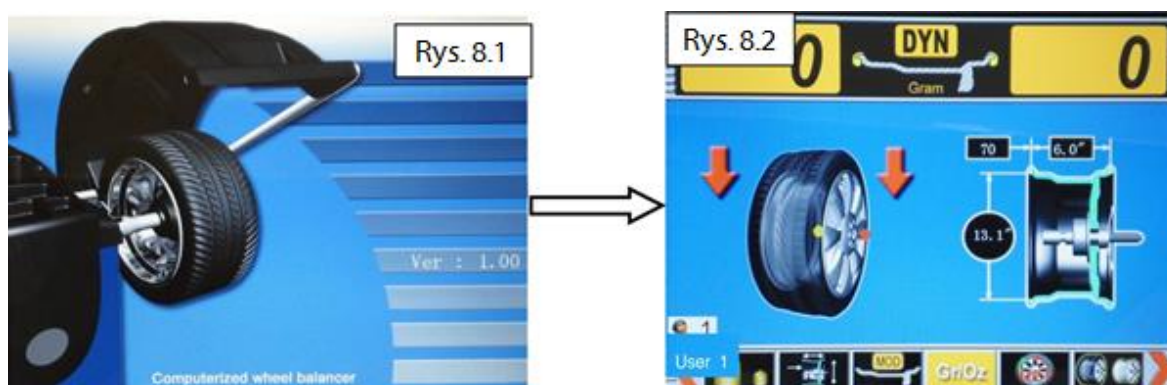 Rys. 8.1
Ver : 1.00
Computerized wheel balancer
Rys. 8.2
0
DYN
0
Gram
70
6.0"
13.1"
1
User 1
MOD
Gr/Oz